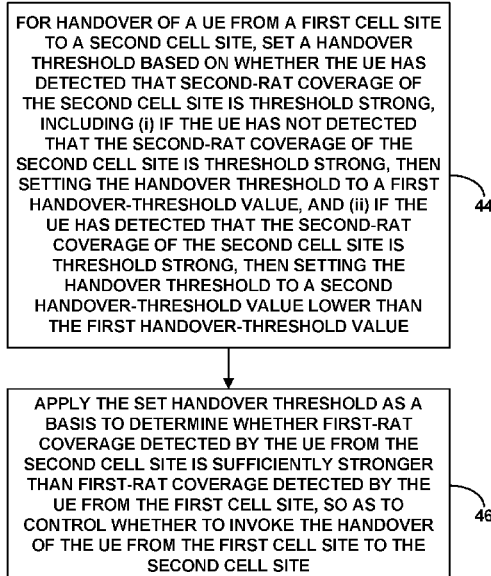 FOR HANDOVER OF A UE FROM A FIRST CELL SITE
TO A SECOND CELL SITE, SET A HANDOVER
THRESHOLD BASED ON WHETHER THE UE HAS
DETECTED THAT SECOND-RAT COVERAGE OF
THE SECOND CELL SITE IS THRESHOLD STRONG,
INCLUDING (i) IF THE UE HAS NOT DETECTED
THAT THE SECOND-RAT COVERAGE OF THE
SECOND CELL SITE IS THRESHOLD STRONG, THEN
SETTING THE HANDOVER THRESHOLD TO A FIRST
HANDOVER-THRESHOLD VALUE, AND (ii) IF THE
UE HAS DETECTED THAT THE SECOND-RAT
COVERAGE OF THE SECOND CELL SITE IS
THRESHOLD STRONG, THEN SETTING THE
HANDOVER THRESHOLD TO A SECOND
HANDOVER-THRESHOLD VALUE LOWER THAN
THE FIRST HANDOVER-THRESHOLD VALUE
44
APPLY THE SET HANDOVER THRESHOLD AS A
BASIS TO DETERMINE WHETHER FIRST-RAT
COVERAGE DETECTED BY THE UE FROM THE
SECOND CELL SITE IS SUFFICIENTLY STRONGER
THAN FIRST-RAT COVERAGE DETECTED BY THE
UE FROM THE FIRST CELL SITE, SO AS TO
CONTROL WHETHER TO INVOKE THE HANDOVER
OF THE UE FROM THE FIRST CELL SITE TO THE
SECOND CELL SITE
46